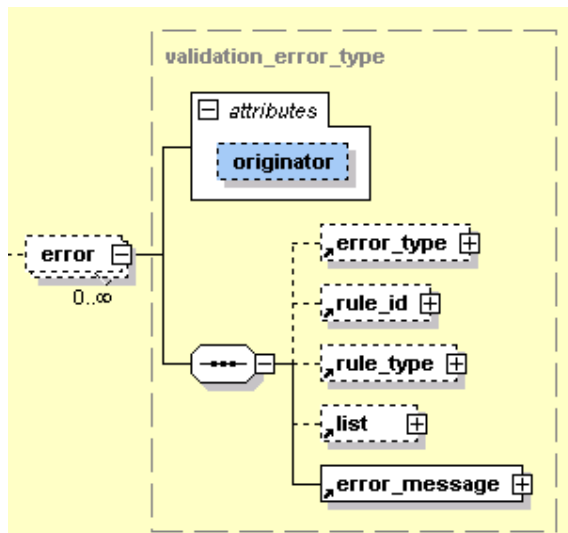 validation_error_type
attributes
originator
error
0..∞
error_type
rule_id
rule_type
list
error_message